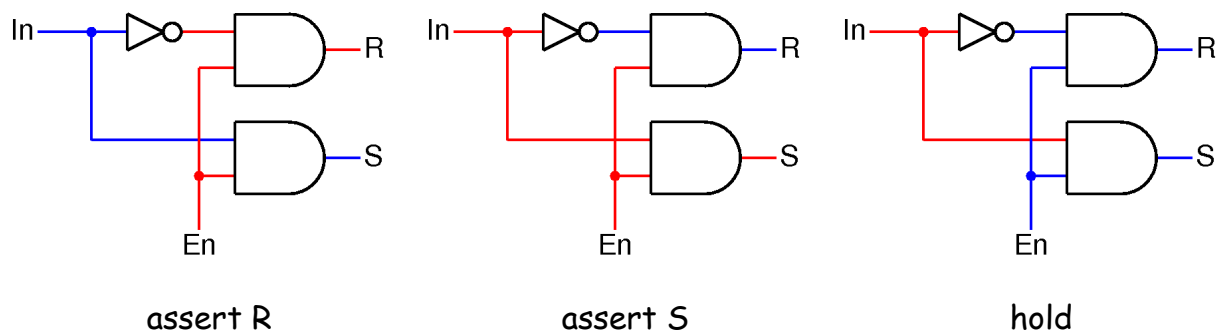 In R In R In R
S S S
En En En
assert R assert S hold